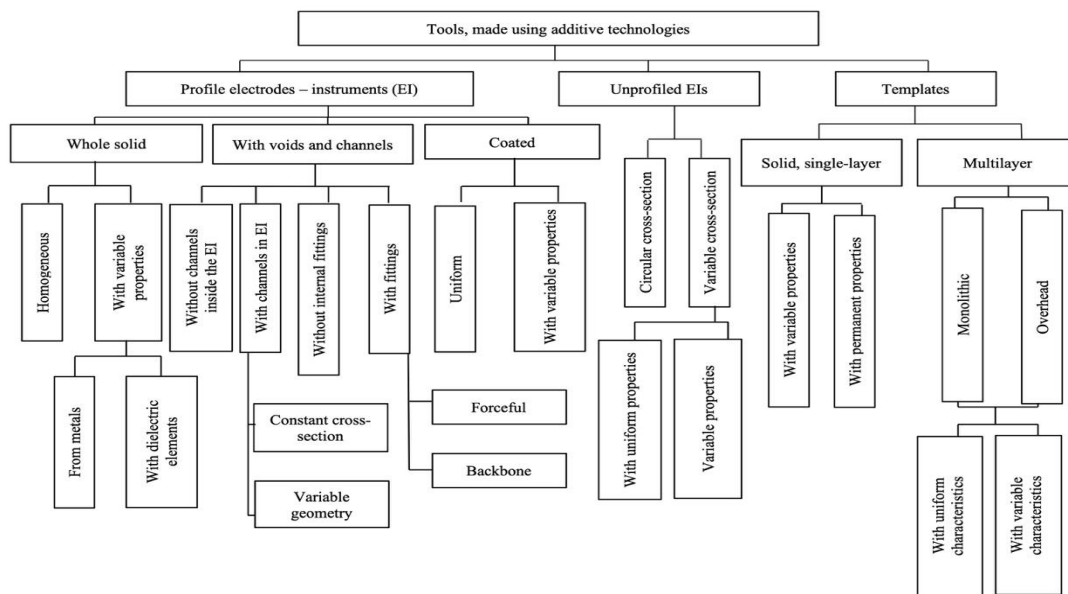 Tools, made using additive technologies
Profile electrodes – instruments (EI)
Unprofiled EIs
Templates
Whole solid
With voids and channels
Coated
Solid, single-layer
Multilayer
Homogeneous
With variable
properties
Without channels
inside the EI
With channels in EI
Without internal fittings
With fittings
Uniform
With variable properties
Circular cross-section
Variable cross-section
With variable properties
With permanent properties
Monolithic
Overhead
From metals
With dielectric
elements
Constant cross-
section
Variable
geometry
Forceful
Backbone
With uniform properties
Variable properties
With uniform
characteristics
With variable
characteristics